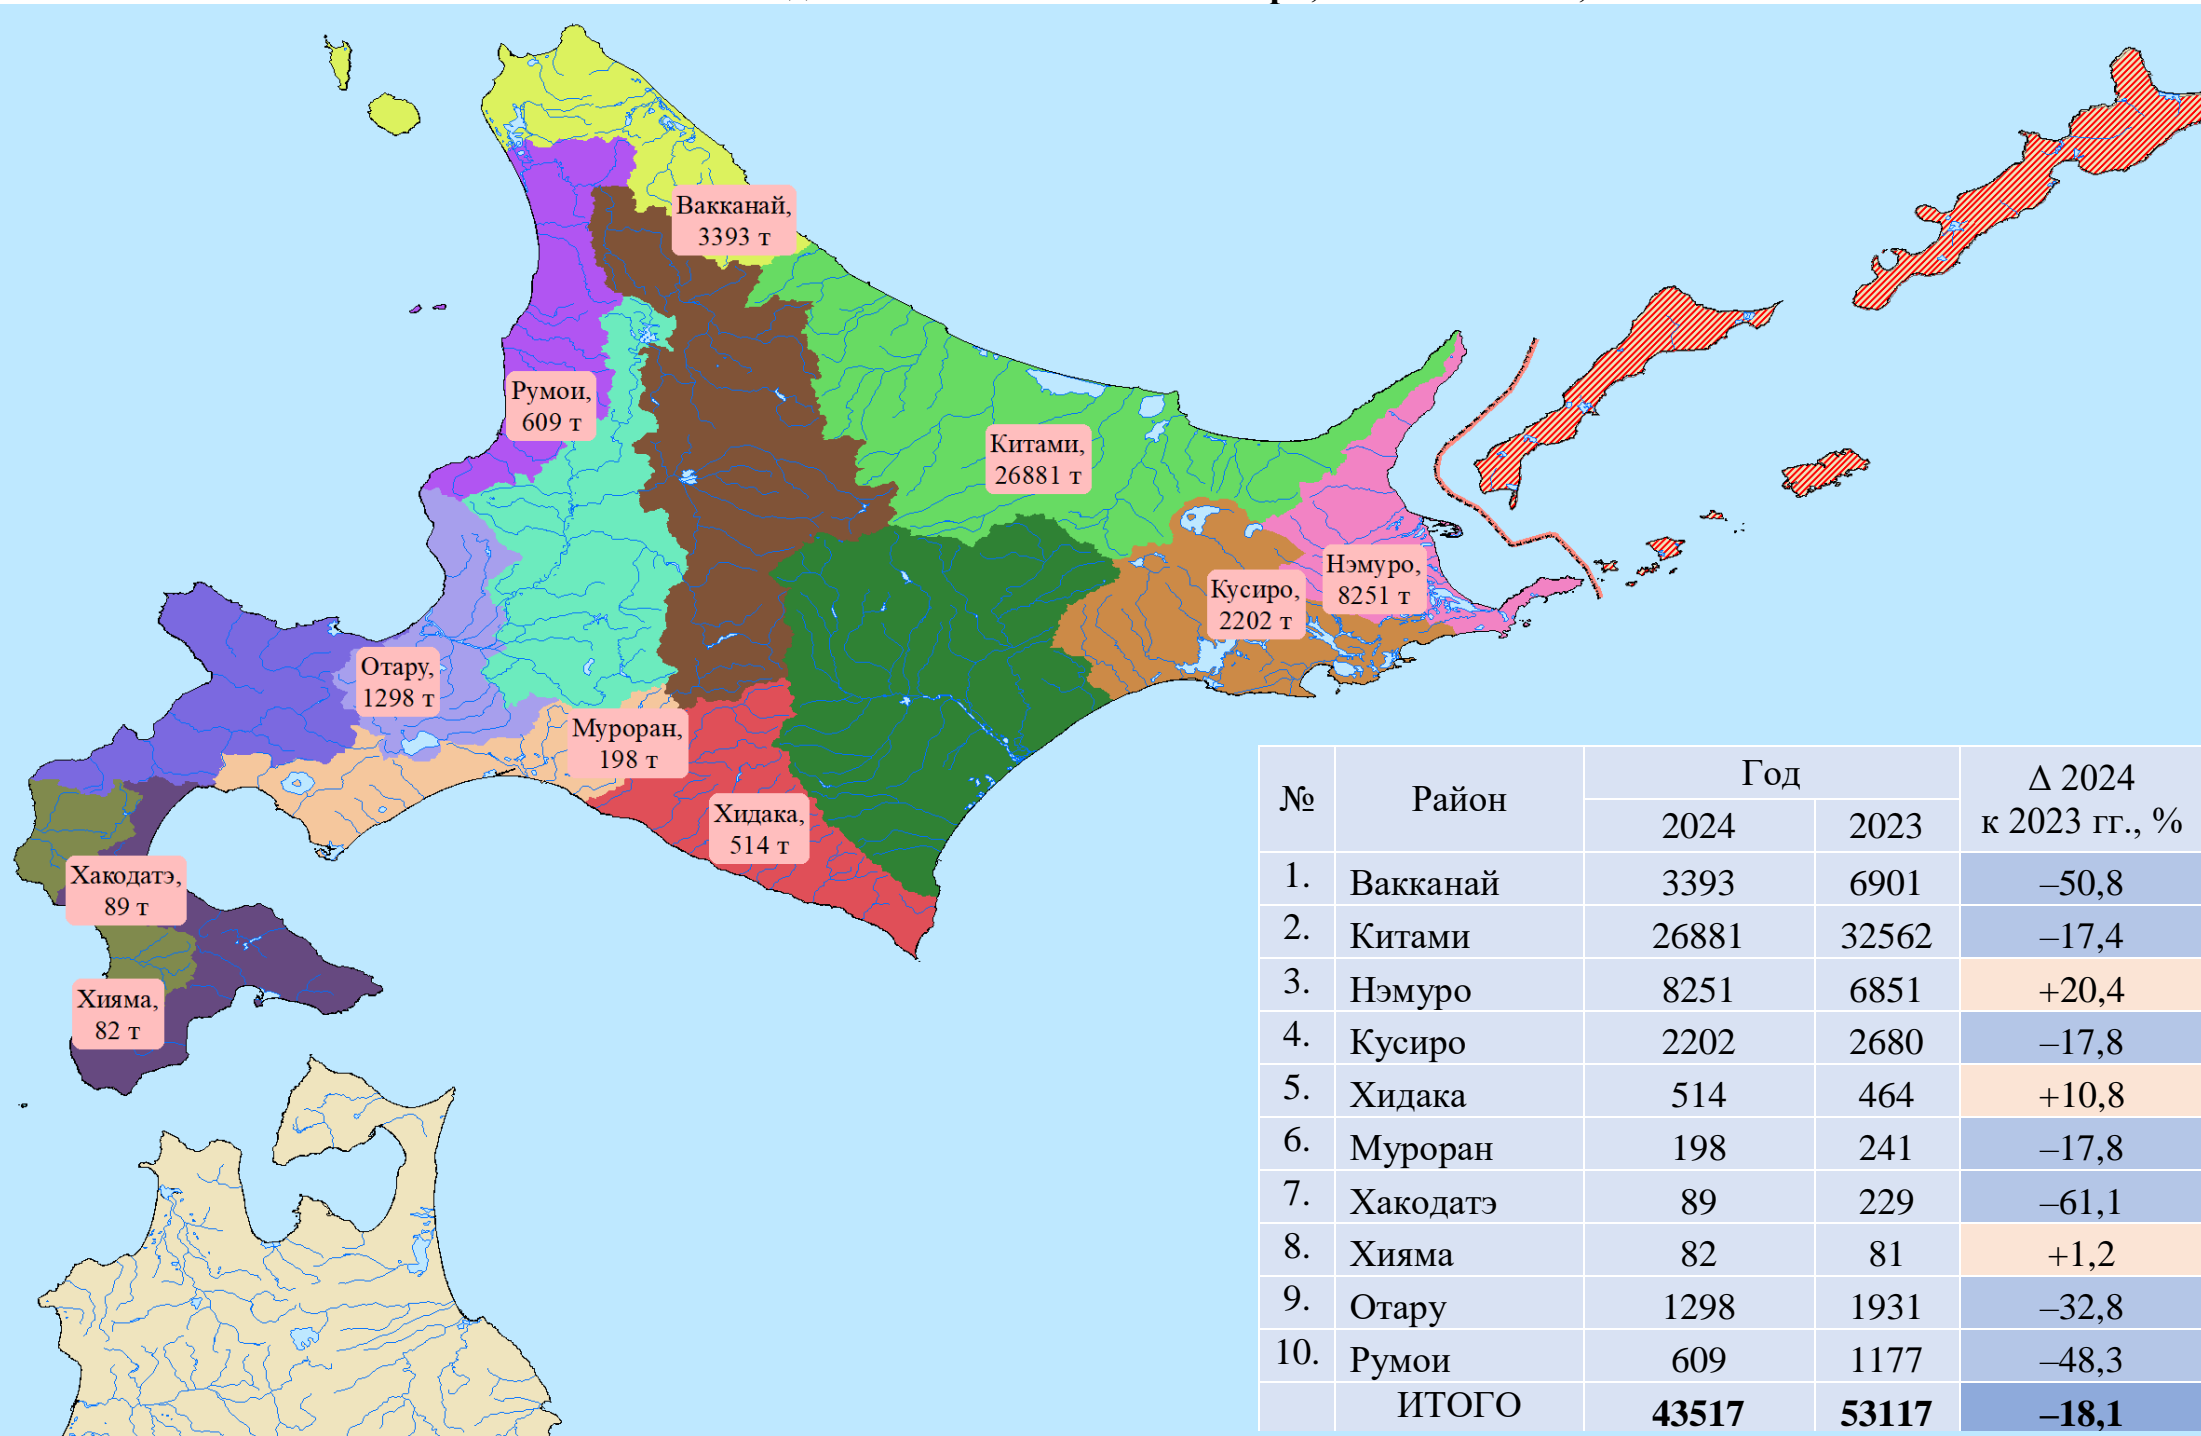 Вакканай,
3393 т
Румои,
609 т
Китами,
26881 т
Нэмуро,
8251 т
Кусиро,
2202 т
Отару,
1298 т
Муроран,
198 т
Хидака,
514 т
Хакодатэ,
89 т
Хияма,
82 т
№ Район Год Δ 2024
к 2023 гг., %
2024 2023
1. Вакканай 3393 6901 –50,8
2. Китами 26881 32562 –17,4
3. Нэмуро 8251 6851 +20,4
4. Кусиро 2202 2680 –17,8
5. Хидака 514 464 +10,8
6. Муроран 198 241 –17,8
7. Хакодатэ 89 229 –61,1
8. Хияма 82 81 +1,2
9. Отару 1298 1931 –32,8
10. Румои 609 1177 –48,3
ИТОГО 43517 53117 –18,1